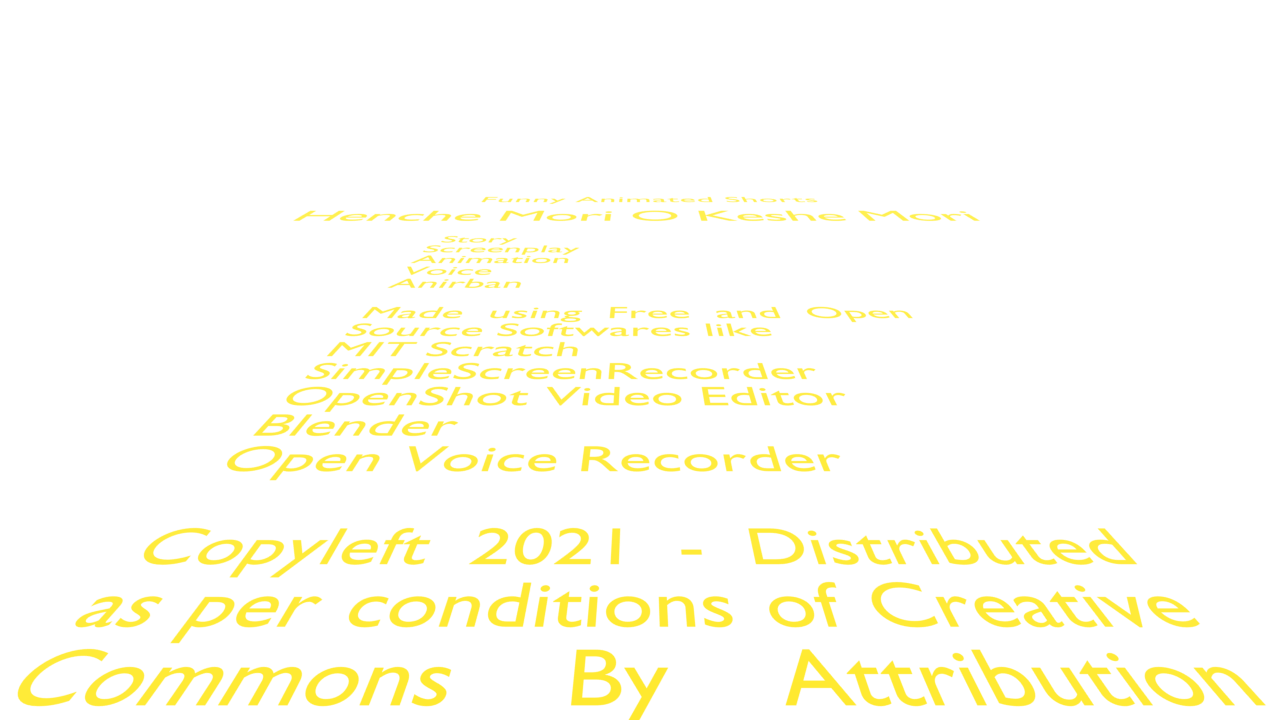 Funny Animated Shorts
Henche Mori O Keshe Mori
Story
Screenplay
Animation
Voice
Anirban
Made using Free and Open
Source Softwares like
MIT Scratch
SimpleScreenRecorder
OpenShot Video Editor
Blender
Open Voice Recorder
Copyleft 2021 - Distributed
as per conditions of Creative
Commons By Attribution